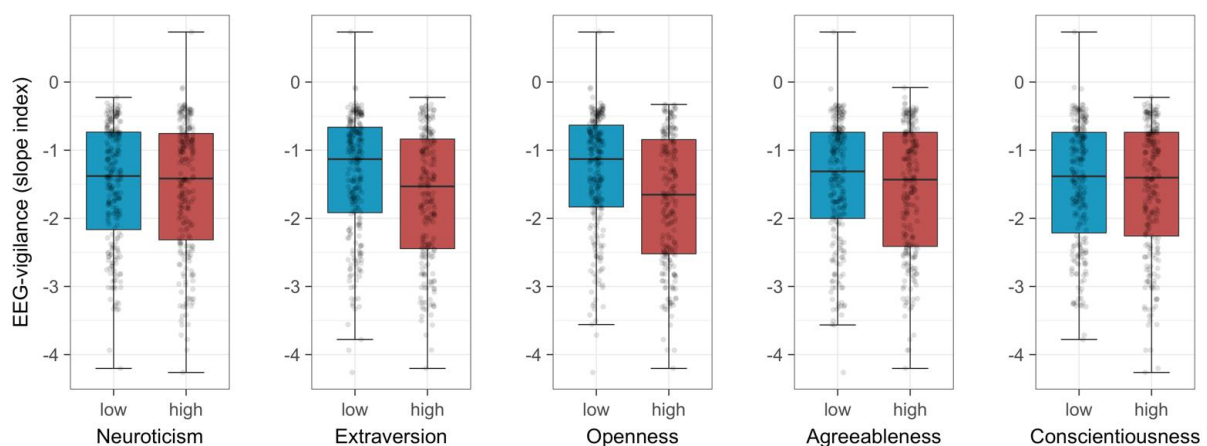 EEG-vigilance (slope index)
0
-1
-2
-3
-4
low high
Neuroticism
0
-1
-2
-3
-4
low high
Extraversion
0
-1
-2
-3
-4
low high
Openness
0
-1
-2
-3
-4
low high
Agreeableness
0
-1
-2
-3
-4
low high
Conscientiousness